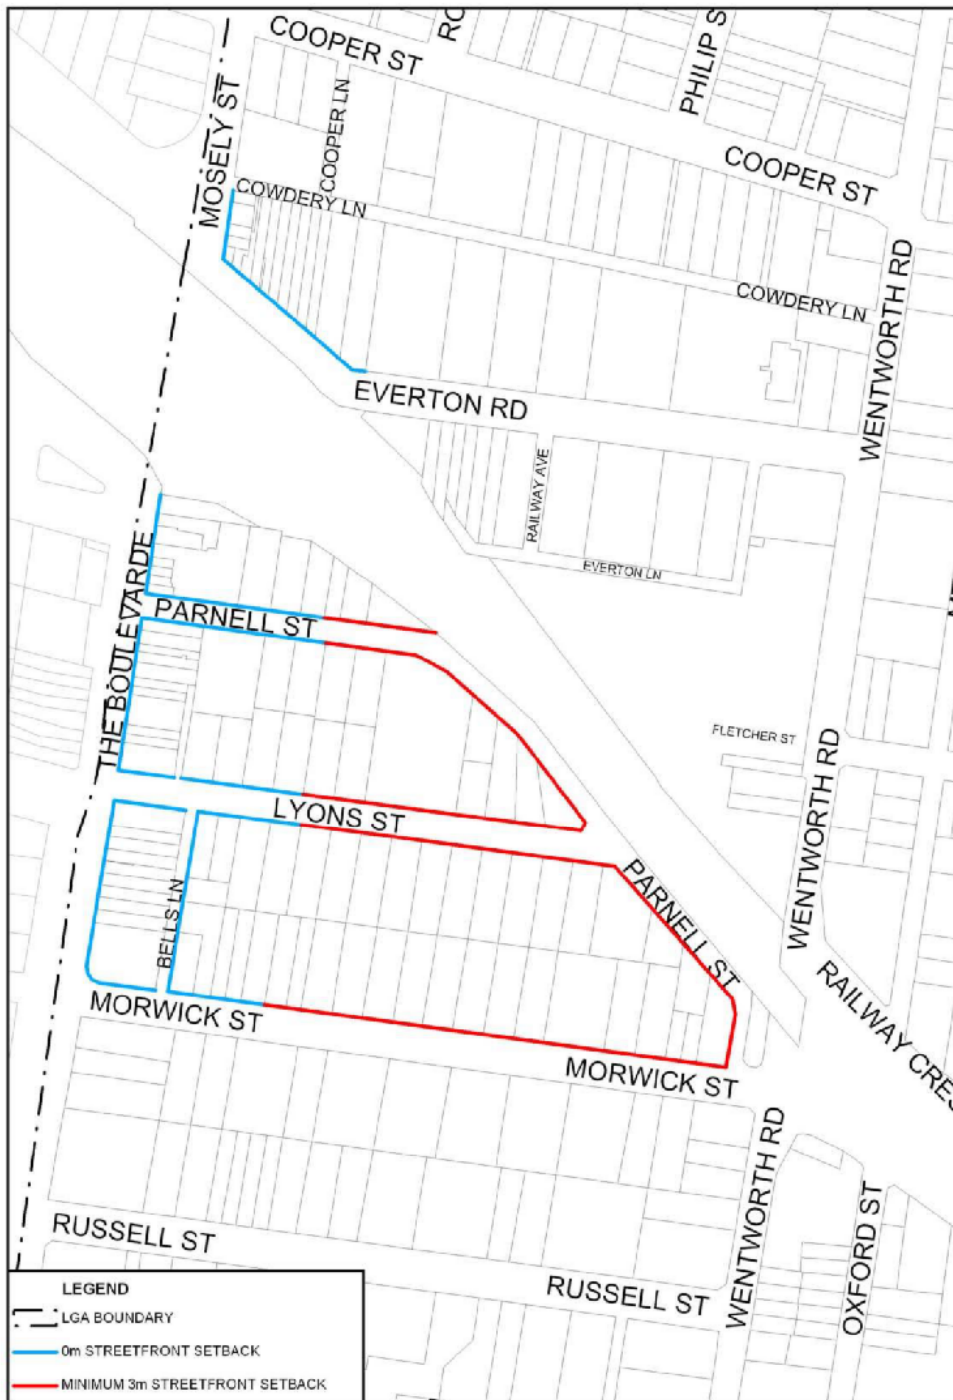 RO
COOPER ST
PHILIP S
MOSELY ST
COOPER LN
COWDERY LN
COOPER ST
COWDERY LN
WENTWORTH RD
EVERTON RD
RAILWAY AVE
EVERTON LN
THE BOULEVARDE
PARNELL ST
FLETCHER ST
WENTWORTH RD
LYONS ST
BELLS LN
PARNELL ST
RAILWAY CRES
MORWICK ST
MORWICK ST
WENTWORTH RD
OXFORD ST
RUSSELL ST
RUSSELL ST
LEGEND
LGA BOUNDARY
0m STREETFRONT SETBACK
MINIMUM 3m STREETFRONT SETBACK